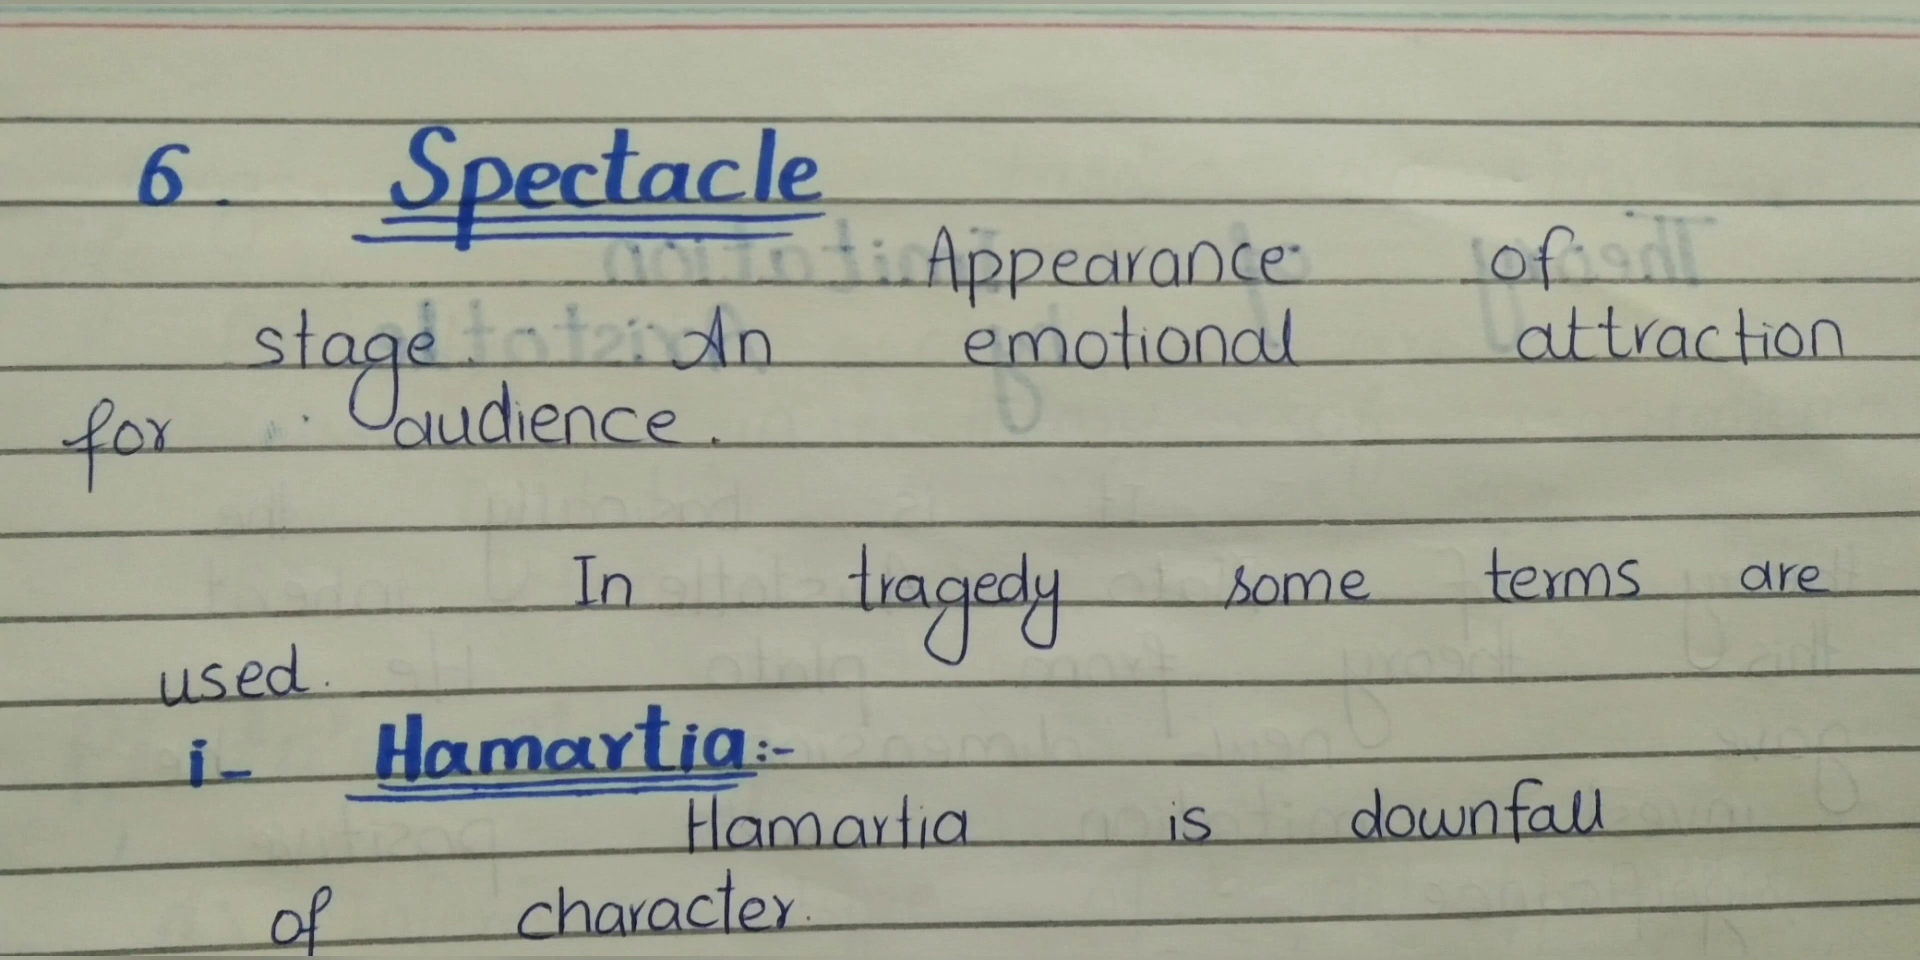 6. Spectacle
Appearance of
stage. An emotional attraction
for audience.
In tragedy some terms are
used.
i- Hamartia:-
Hamartia is downfall
of character.